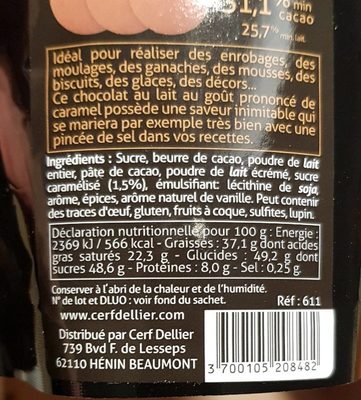 31,1% min
cacao
25,7% min. lait
Idéal pour réaliser des enrobages, des
moulages, des ganaches, des mousses, des
biscuits, des glaces, des décors...
Ce chocolat au lait au goût prononcé de
caramel possède une saveur inimitable qui
se mariera par exemple très bien avec une
pincée de sel dans vos recettes.
Ingrédients : Sucre, beurre de cacao, poudre de lait
entier, pâte de cacao, poudre de lait écrémé, sucre
caramélisé (1,5%), émulsifiant: lécithine de soja,
arôme, épices, arôme naturel de vanille. Peut contenir
des traces d'œuf, gluten, fruits à coque, sulfites, lupin.
Déclaration nutritionnelle pour 100 g : Energie :
2369 kJ / 566 kcal - Graisses : 37,1 g dont acides
gras saturés 22,3 g - Glucides : 49,2 g dont
sucres 48,6 g - Protéines : 8,0 g - Sel : 0,25 g.
Conserver à l'abri de la chaleur et de l'humidité.
N° de lot et DLUO : voir fond du sachet.
Réf : 611
www.cerfdellier.com
Distribué par Cerf Dellier
739 Bvd F. de Lesseps
62110 HÉNIN BEAUMONT
3 700105 208482